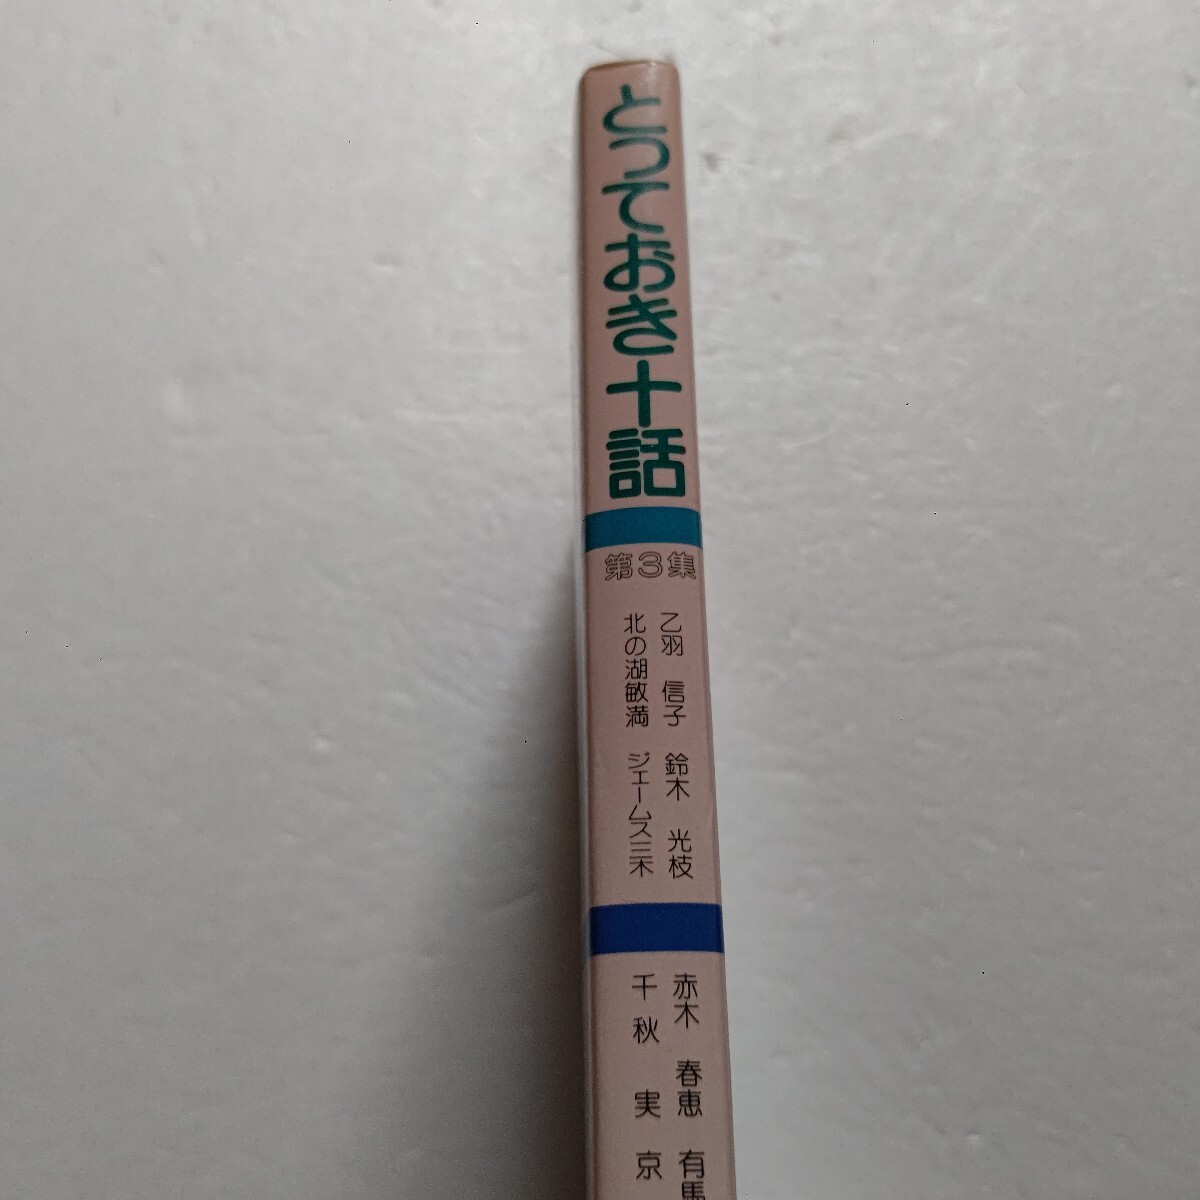 とっておき十話
第3集
乙羽 信子 鈴木 光枝
北の湖敏満 ジェームス三木
赤木 春恵 有馬
千秋 実 京